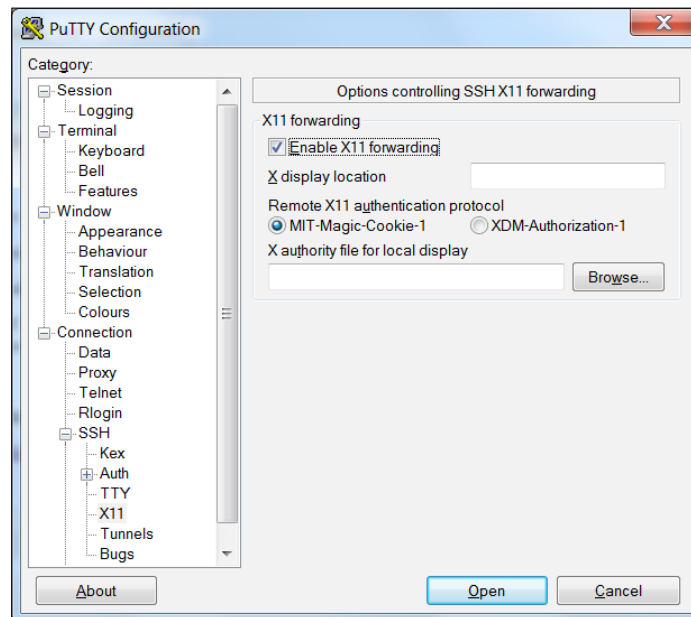 PuTTY Configuration
Category:
Session
Logging
Terminal
Keyboard
Bell
Features
Window
Appearance
Behaviour
Translation
Selection
Colours
Connection
Data
Proxy
Telnet
Rlogin
SSH
Kex
Auth
TTY
X11
Tunnels
Bugs
Options controlling SSH X11 forwarding
X11 forwarding
Enable X11 forwarding
X display location
Remote X11 authentication protocol
MIT-Magic-Cookie-1 XDM-Authorization-1
X authority file for local display
Browse...
About Open Cancel